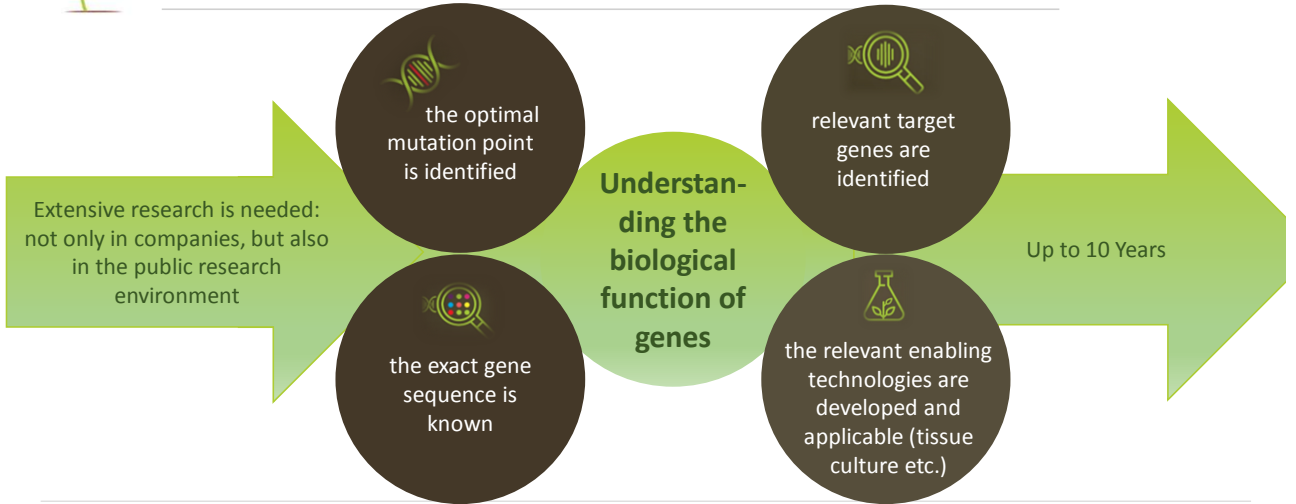 Extensive research is needed:
not only in companies, but also
in the public research
environment
the optimal
mutation point
is identified
the exact gene
sequence is
known
Understan-
ding the
biological
function of
genes
relevant target
genes are
identified
the relevant enabling
technologies are
developed and
applicable (tissue
culture etc.)
Up to 10 Years